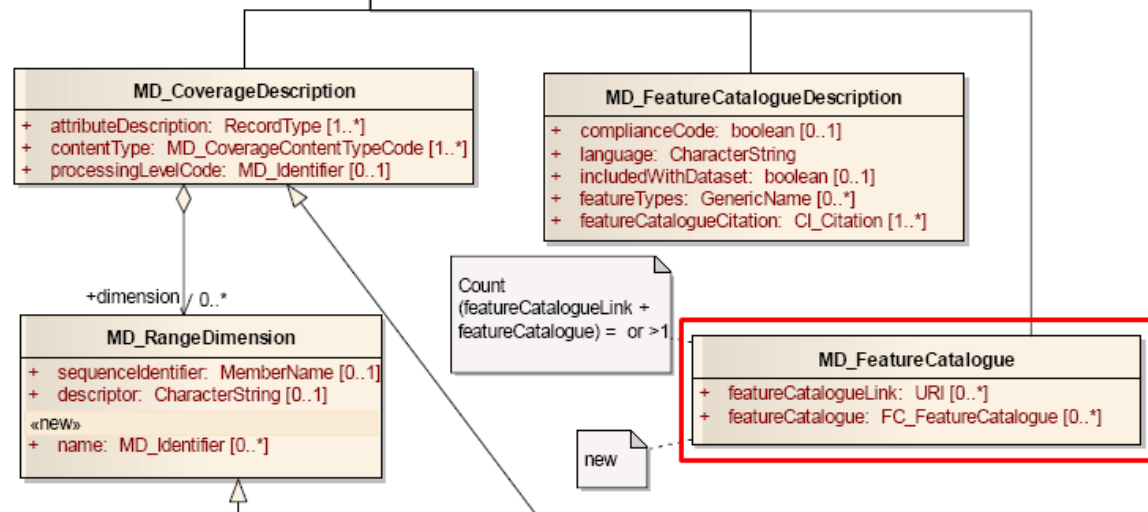 MD_CoverageDescription
+ attributeDescription: RecordType [1..*]
+ contentType: MD_CoverageContentTypeCode [1..*]
+ processingLevelCode: MD_Identifier [0..1]
MD_FeatureCatalogueDescription
+ complianceCode: boolean [0..1]
+ language: CharacterString
+ includedWithDataset: boolean [0..1]
+ featureTypes: GenericName [0..*]
+ featureCatalogueCitation: CI_Citation [1..*]
Count
(featureCatalogueLink +
featureCatalogue) = or >1
+dimension
0..*
MD_RangeDimension
+ sequenceIdentifier: MemberName [0..1]
+ descriptor: CharacterString [0..1]
«new»
+ name: MD_Identifier [0..*]
MD_FeatureCatalogue
+ featureCatalogueLink: URI [0..*]
+ featureCatalogue: FC_FeatureCatalogue [0..*]
new